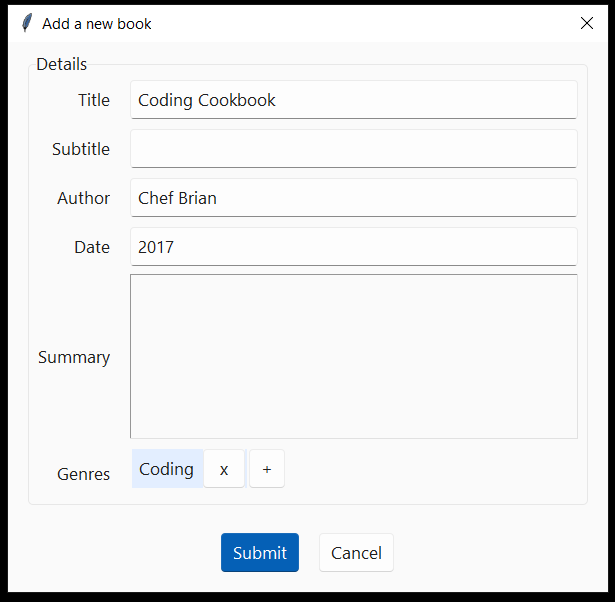 Add a new book
Details
Title Coding Cookbook
Subtitle
Author Chef Brian
Date 2017
Summary
Genres Coding x +
Submit Cancel